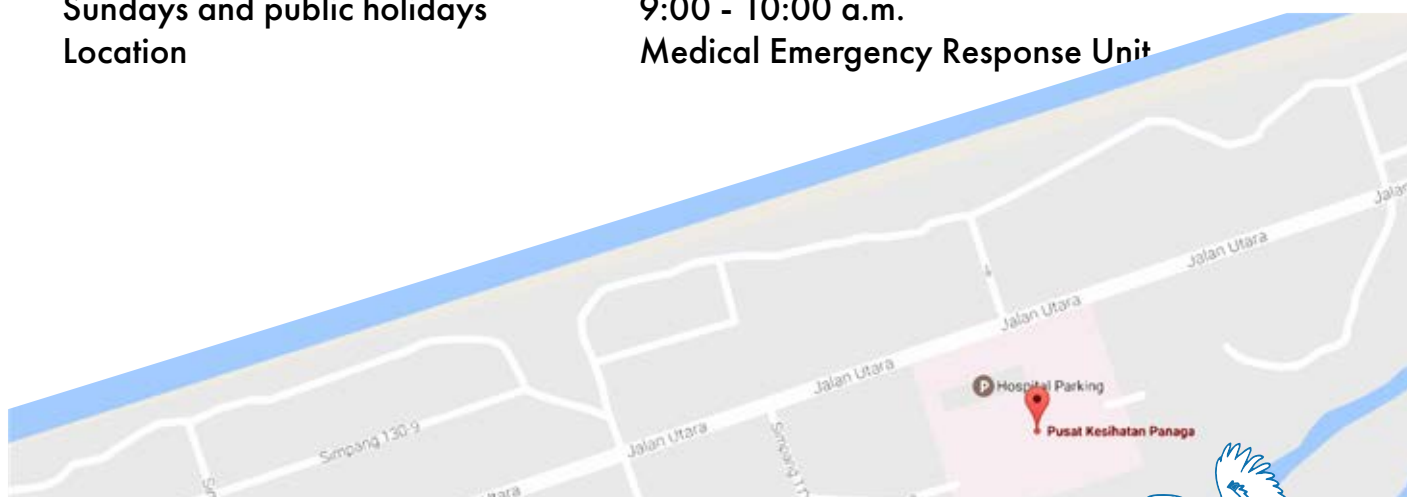 Sundays and public holidays 9:00 - 10:00 a.m.
Location Medical Emergency Response Unit
Jalan Utara
Jalan Utara
P Hospital Parking
Jalan Utara
Pusat Kesihatan Panaga
Simpang 130-9
Jalan Utara